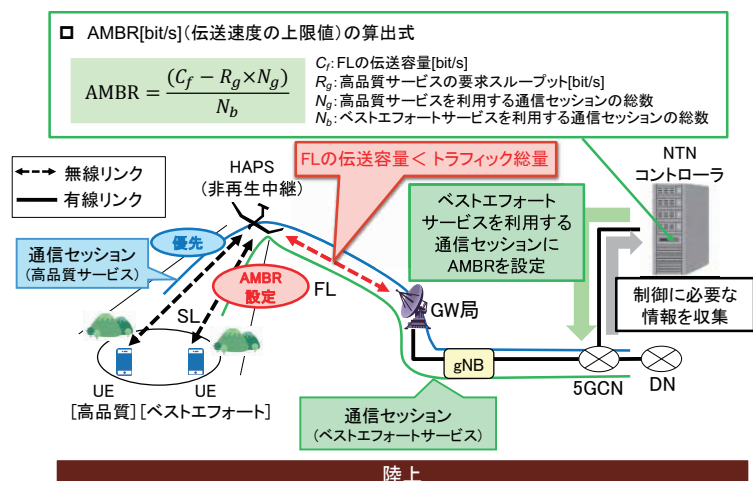 AMBR[bit/s](伝送速度の上限値)の算出式
AMBR = (C_f − R_g×N_g) / N_b
C_f: FLの伝送容量[bit/s]
R_g: 高品質サービスの要求スループット[bit/s]
N_g: 高品質サービスを利用する通信セッションの総数
N_b: ベストエフォートサービスを利用する通信セッションの総数
無線リンク
有線リンク
HAPS
(非再生中継)
FLの伝送容量 < トラフィック総量
NTN
コントローラ
ベストエフォート
サービスを利用する
通信セッションに
AMBRを設定
通信セッション
(高品質サービス)
優先
AMBR
設定
FL
SL
GW局
制御に必要な
情報を収集
gNB
5GCN
DN
UE
[高品質]
UE
[ベストエフォート]
通信セッション
(ベストエフォートサービス)
陸上